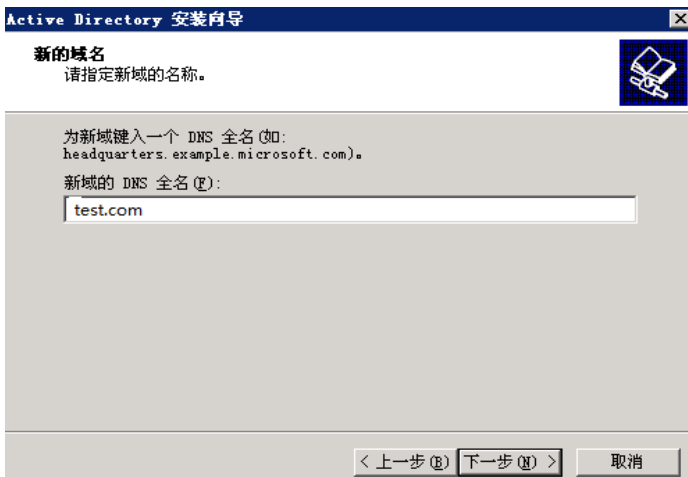 Active Directory 安装向导
新的域名
请指定新域的名称。
为新域键入一个 DNS 全名(如:
headquarters.example.microsoft.com)。
新域的 DNS 全名(F):
test.com
< 上一步(B) 下一步(N) > 取消